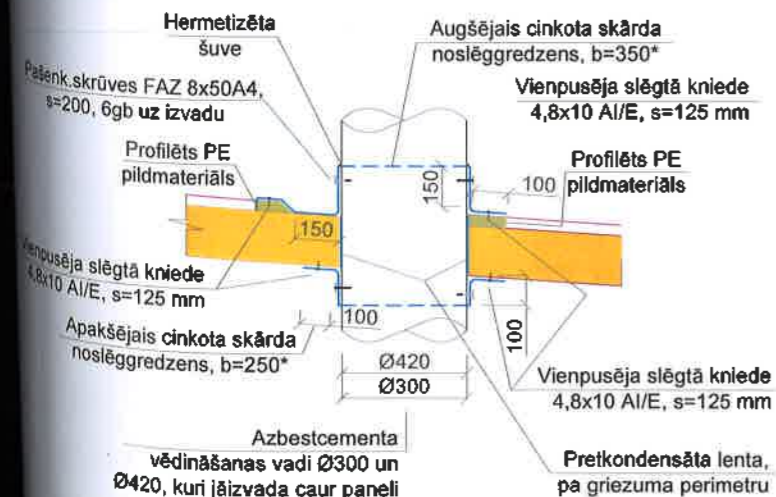 Hermetizēta
šuve
Augšējais cinkota skārda
noslēggredzens, b=350*
Pašenk.skrūves FAZ 8x50A4,
s=200, 6gb uz izvadu
Vienpusēja slēgtā kniede
4,8x10 Al/E, s=125 mm
Profilēts PE
pildmateriāls
Profilēts PE
pildmateriāls
150
100
150
Vienpusēja slēgtā kniede
4,8x10 Al/E, s=125 mm
100
100
Apakšējais cinkota skārda
noslēggredzens, b=250*
Ø420
Ø300
Vienpusēja slēgtā kniede
4,8x10 Al/E, s=125 mm
Azbestcementa
vēdināšanas vadi Ø300 un
Ø420, kuri jāizvada caur paneli
Pretkondensāta lenta,
pa griezuma perimetru